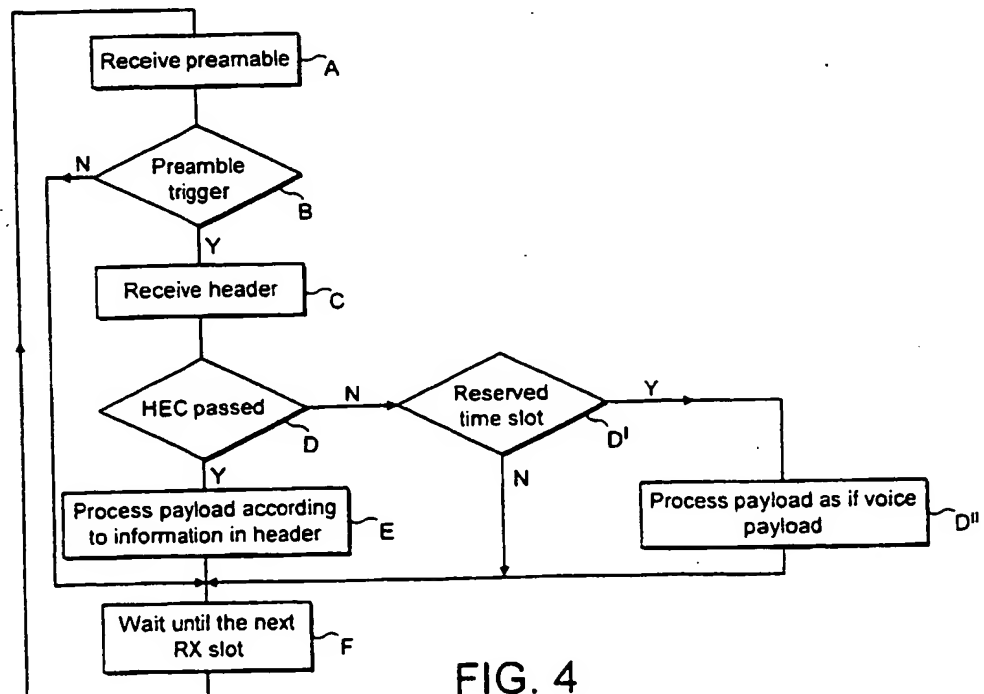 Receive preamable
A
Preamble
trigger
B
N
Y
Receive header
C
HEC passed
D
N
Y
Reserved
time slot
D^I
Y
N
Process payload according
to information in header
E
Process payload as if voice
payload
D^II
Wait until the next
RX slot
F
FIG. 4